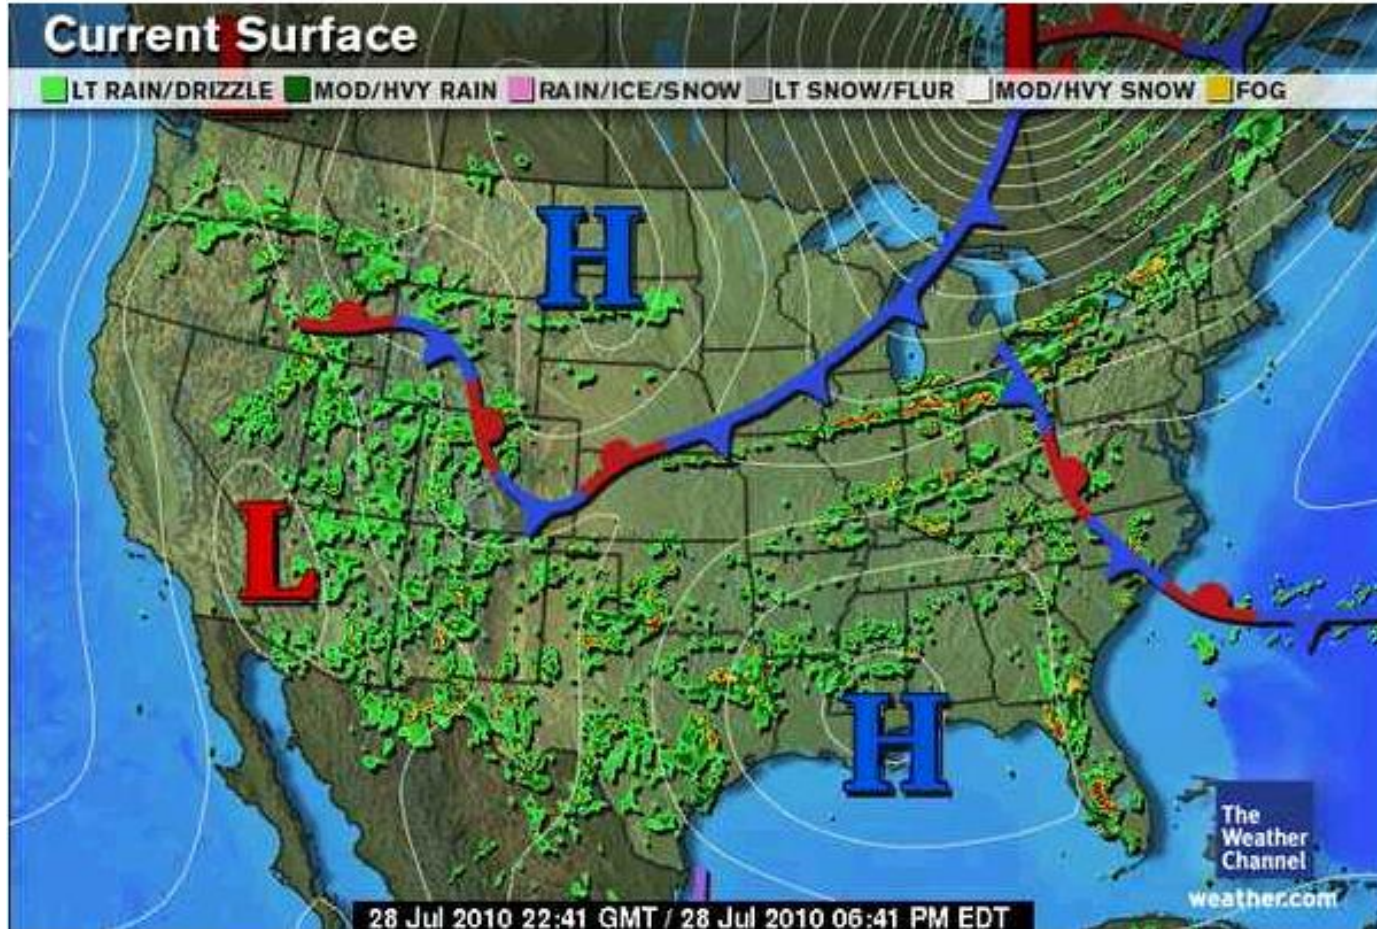 Current Surface
LT RAIN/DRIZZLE MOD/HVY RAIN RAIN/ICE/SNOW LT SNOW/FLUR MOD/HVY SNOW FOG
L
L
H
L
H
The
Weather
Channel
weather.com
28 Jul 2010 22:41 GMT / 28 Jul 2010 06:41 PM EDT